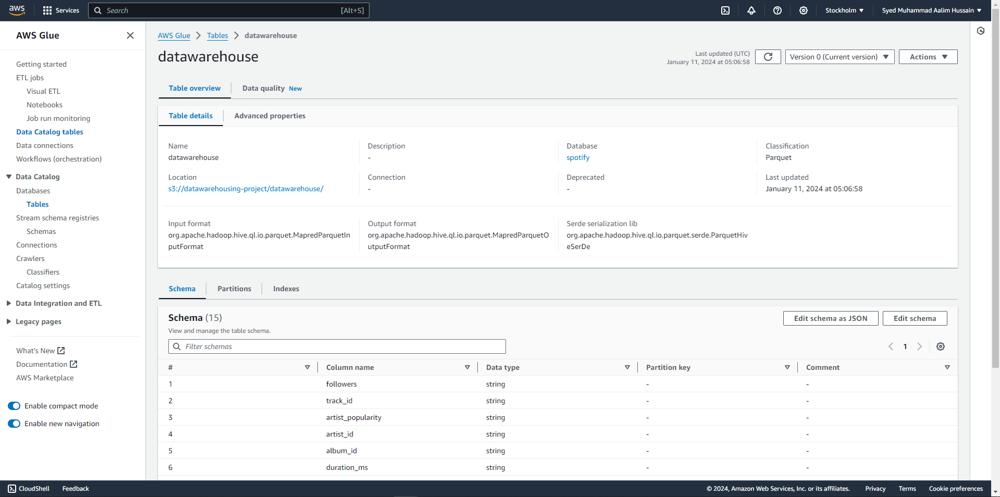 aws Services Search [Alt+S] Stockholm Syed Muhammad Aalim Hussain
AWS Glue
Getting started
ETL jobs
Visual ETL
Notebooks
Job run monitoring
Data Catalog tables
Data connections
Workflows (orchestration)
Data Catalog
Databases
Tables
Stream schema registries
Schemas
Connections
Crawlers
Classifiers
Catalog settings
Data Integration and ETL
Legacy pages
What's New
Documentation
AWS Marketplace
Enable compact mode
Enable new navigation
AWS Glue Tables datawarehouse
datawarehouse
Last updated (UTC)
January 11, 2024 at 05:06:58
Version 0 (Current version) Actions
Table overview Data quality New
Table details Advanced properties
Name Description Database Classification
datawarehouse - spotify Parquet
Location Connection Deprecated Last updated
s3://datawarehousing-project/datawarehouse/ - - January 11, 2024 at 05:06:58
Input format Output format Serde serialization lib
org.apache.hadoop.hive.ql.io.parquet.MapredParquetIn org.apache.hadoop.hive.ql.io.parquet.MapredParquetO org.apache.hadoop.hive.ql.io.parquet.serde.ParquetHiv
putFormat utputFormat eSerDe
Schema Partitions Indexes
Schema (15) Edit schema as JSON Edit schema
View and manage the table schema.
Filter schemas 1
# Column name Data type Partition key Comment
1 followers string - -
2 track_id string - -
3 artist_popularity string - -
4 artist_id string - -
5 album_id string - -
6 duration_ms string - -
CloudShell Feedback © 2024, Amazon Web Services, Inc. or its affiliates. Privacy Terms Cookie preferences